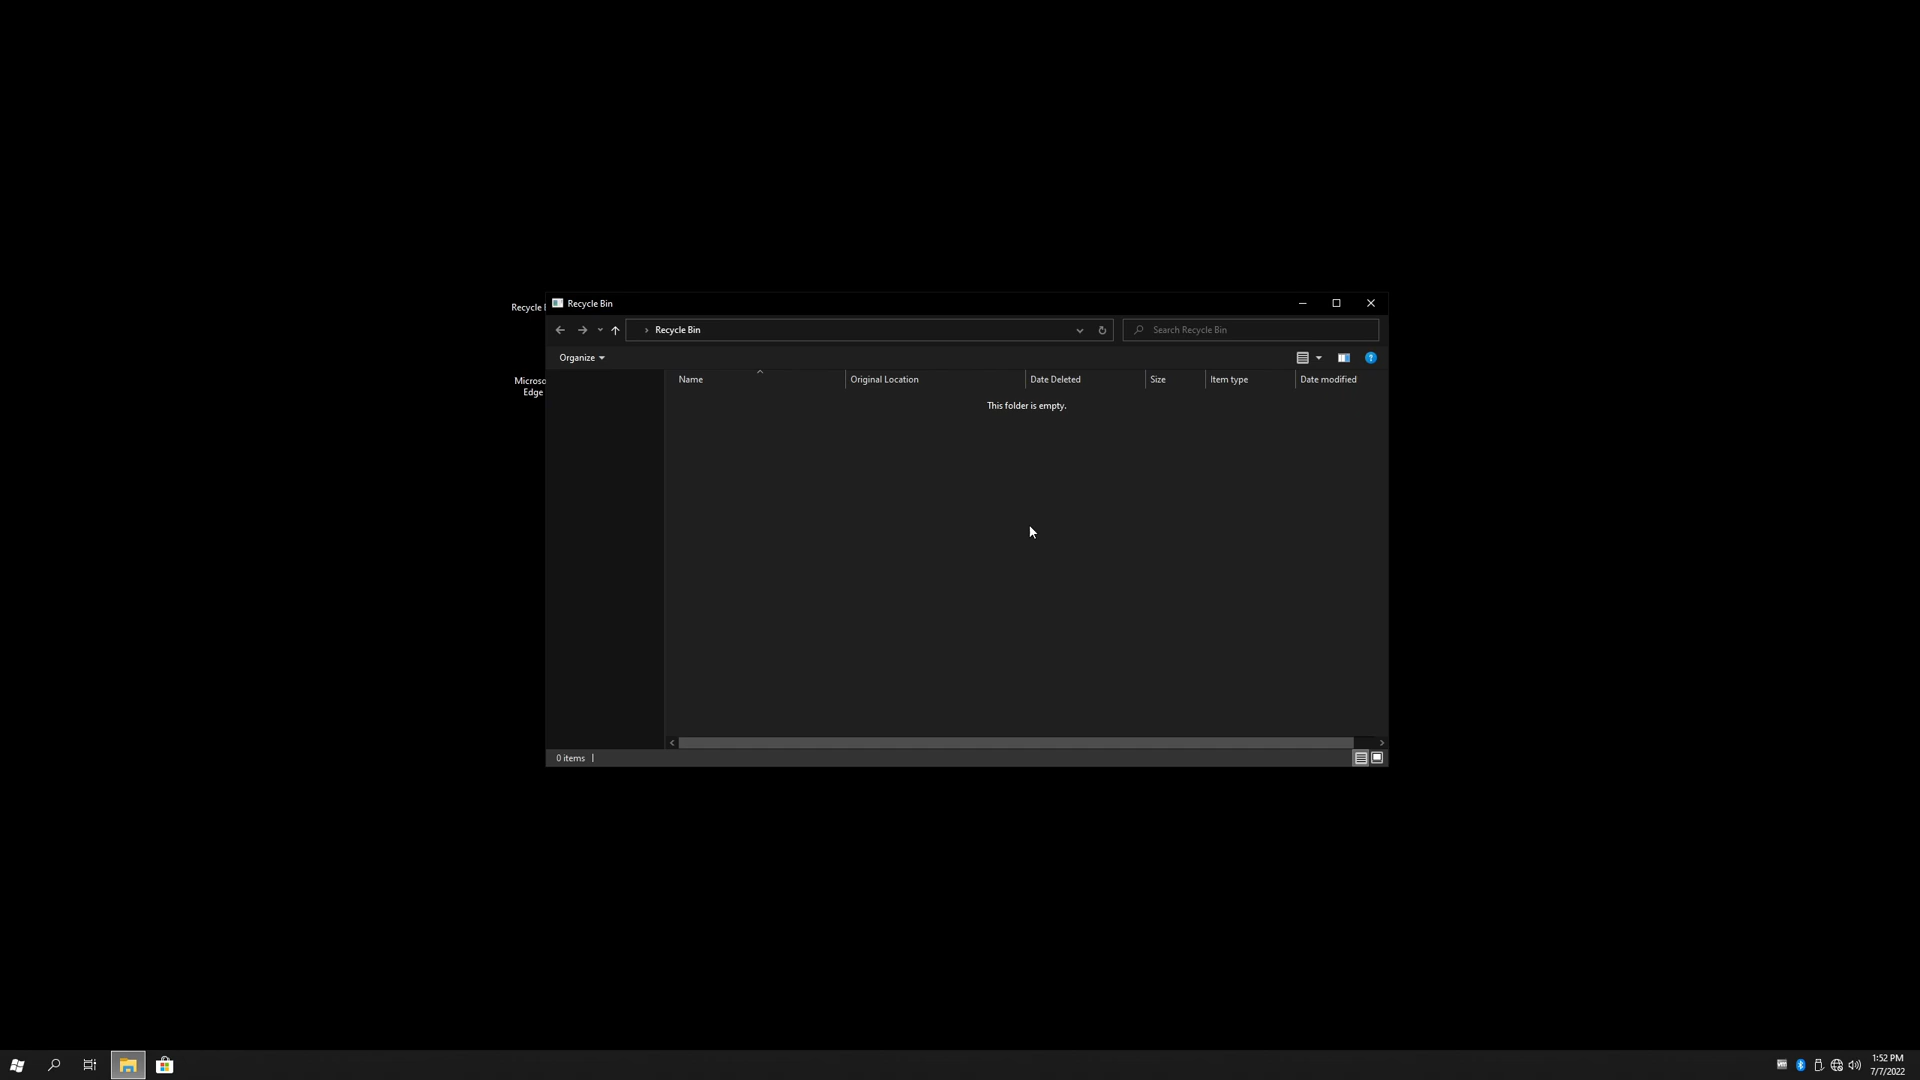 Recycle
Microso
Edge
Recycle Bin
Recycle Bin
Search Recycle Bin
Organize
Name
Original Location
Date Deleted
Size
Item type
Date modified
This folder is empty.
0 items
1:52 PM
7/7/2022